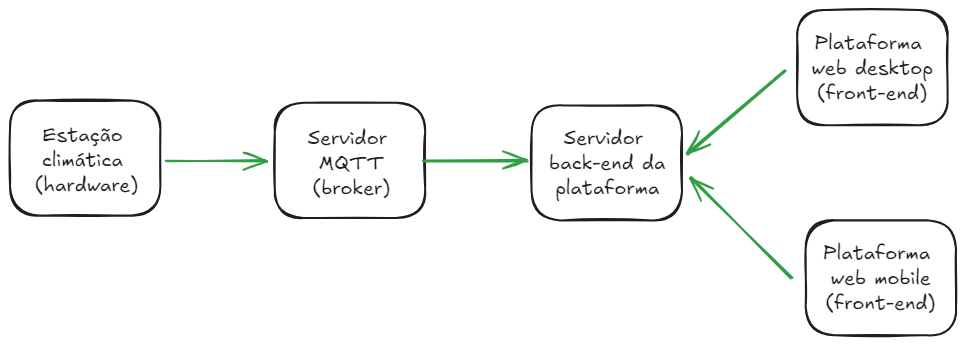 Estação
climática
(hardware)
Servidor
MQTT
(broker)
Servidor
back-end da
plataforma
Plataforma
web desktop
(front-end)
Plataforma
web mobile
(front-end)